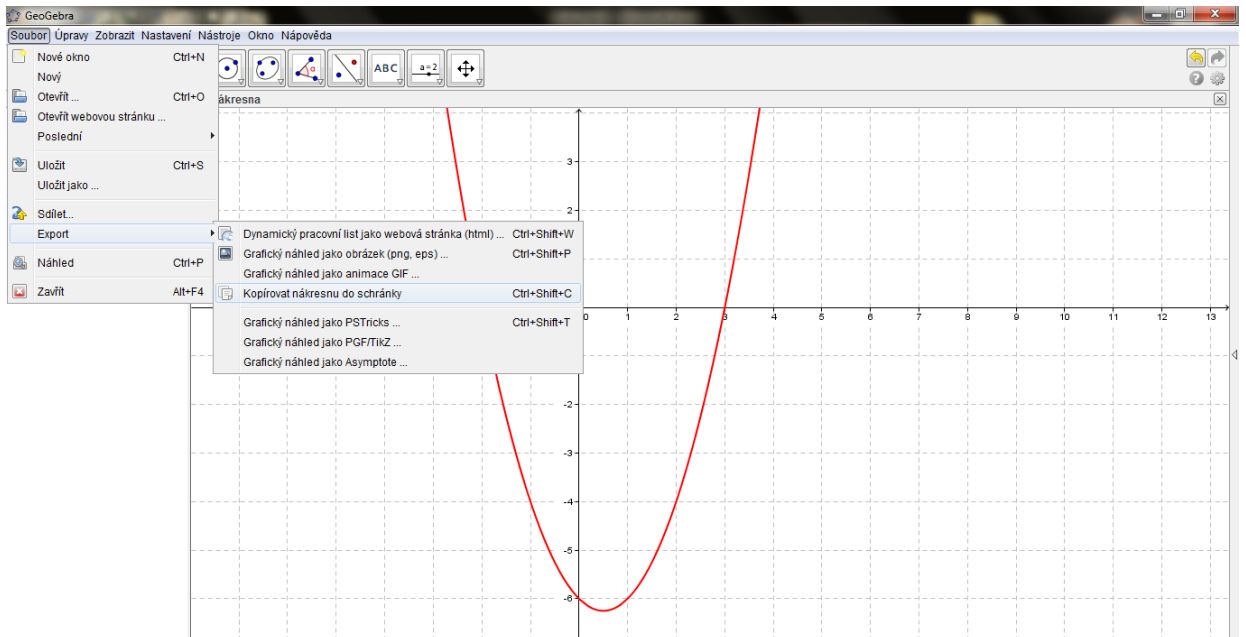 GeoGebra
Soubor Úpravy Zobrazit Nastavení Nástroje Okno Nápověda
Nové okno Ctrl+N
Nový
Otevřít ... Ctrl+O
Otevřít webovou stránku ...
Poslední
Uložit Ctrl+S
Uložit jako ...
Sdílet...
Export
Náhled Ctrl+P
Zavřít Alt+F4
ABC
a=2
ákresna
Dynamický pracovní list jako webová stránka (html) ... Ctrl+Shift+W
Grafický náhled jako obrázek (png, eps) ... Ctrl+Shift+P
Grafický náhled jako animace GIF ...
Kopírovat nákresnu do schránky Ctrl+Shift+C
Grafický náhled jako PSTricks ... Ctrl+Shift+T
Grafický náhled jako PGF/TikZ ...
Grafický náhled jako Asymptote ...
3
2
0 1 2 3 4 5 6 7 8 9 10 11 12 13
-2
-3
-4
-5
-6